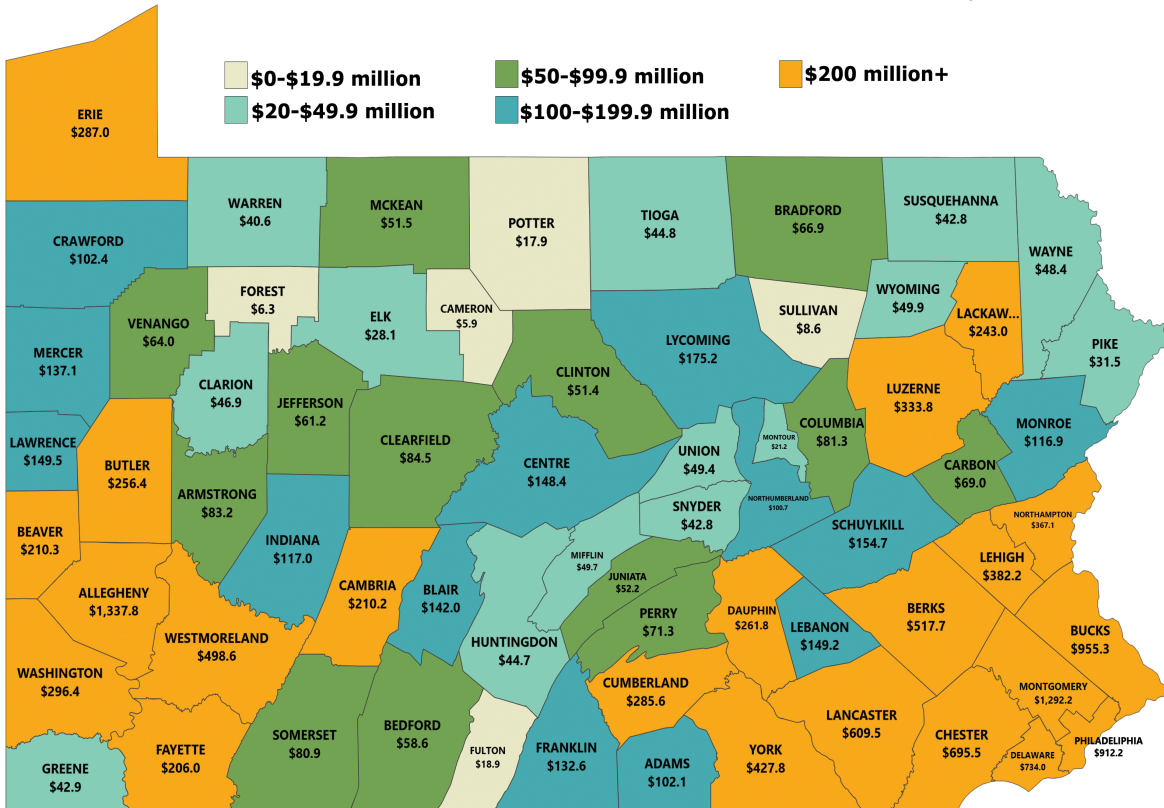 $0-$19.9 million
$20-$49.9 million
$50-$99.9 million
$100-$199.9 million
$200 million+
ERIE
$287.0
WARREN
$40.6
MCKEAN
$51.5
POTTER
$17.9
TIOGA
$44.8
BRADFORD
$66.9
SUSQUEHANNA
$42.8
WAYNE
$48.4
CRAWFORD
$102.4
FOREST
$6.3
ELK
$28.1
CAMERON
$5.9
SULLIVAN
$8.6
WYOMING
$49.9
LACKAW...
$243.0
PIKE
$31.5
VENANGO
$64.0
MERCER
$137.1
CLARION
$46.9
JEFFERSON
$61.2
CLINTON
$51.4
LYCOMING
$175.2
LUZERNE
$333.8
COLUMBIA
$81.3
MONROE
$116.9
LAWRENCE
$149.5
BUTLER
$256.4
CLEARFIELD
$84.5
CENTRE
$148.4
UNION
$49.4
MONTOUR
$21.2
CARBON
$69.0
ARMSTRONG
$83.2
SNYDER
$42.8
NORTHUMBERLAND
$100.7
SCHUYLKILL
$154.7
NORTHAMPTON
$367.1
BEAVER
$210.3
INDIANA
$117.0
MIFFLIN
$49.7
JUNIATA
$52.2
LEHIGH
$382.2
ALLEGHENY
$1,337.8
CAMBRIA
$210.2
BLAIR
$142.0
PERRY
$71.3
DAUPHIN
$261.8
LEBANON
$149.2
BERKS
$517.7
BUCKS
$955.3
WESTMORELAND
$498.6
HUNTINGDON
$44.7
WASHINGTON
$296.4
CUMBERLAND
$285.6
MONTGOMERY
$1,292.2
LANCASTER
$609.5
SOMERSET
$80.9
BEDFORD
$58.6
CHESTER
$695.5
PHILADELIPHIA
$912.2
FAYETTE
$206.0
FULTON
$18.9
FRANKLIN
$132.6
YORK
$427.8
DELAWARE
$734.0
GREENE
$42.9
ADAMS
$102.1